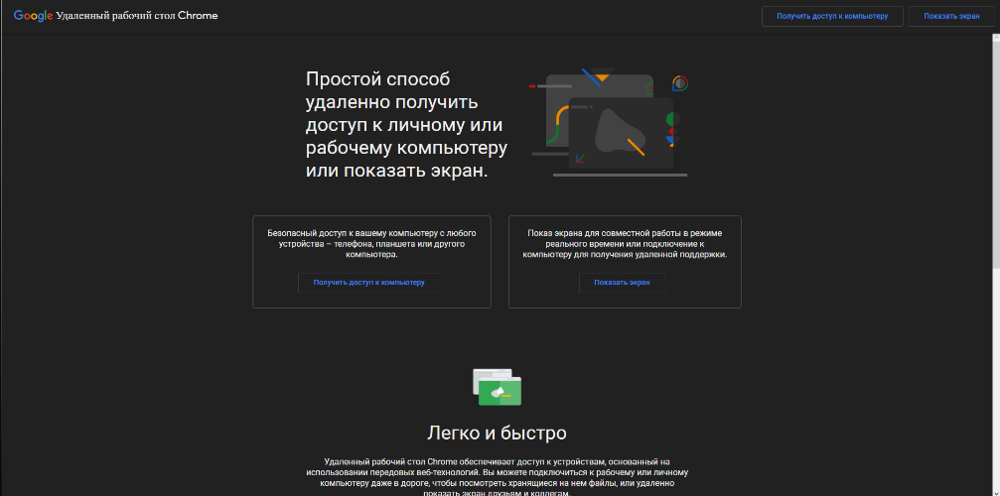 Google Удаленный рабочий стол Chrome
Получить доступ к компьютеру
Показать экран
Простой способ
удаленно получить
доступ к личному или
рабочему компьютеру
или показать экран.
Безопасный доступ к вашему компьютеру с любого
устройства – телефона, планшета или другого
компьютера.
Получить доступ к компьютеру
Показ экрана для совместной работы в режиме
реального времени или подключение к
компьютеру для получения удаленной поддержки.
Показать экран
Легко и быстро
Удаленный рабочий стол Chrome обеспечивает доступ к устройствам, основанный на
использовании передовых веб-технологий. Вы можете подключиться к рабочему или личному
компьютеру даже в дороге, чтобы посмотреть хранящиеся на нем файлы, или удаленно
показать экран друзьям и коллегам.